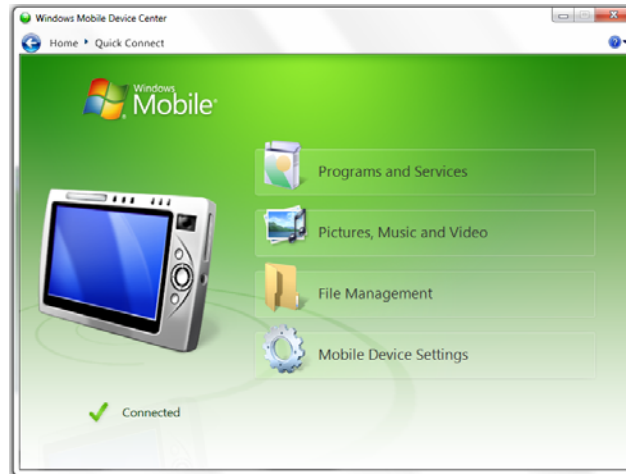 Windows Mobile Device Center
Home ‣ Quick Connect
Windows
Mobile®
Programs and Services
Pictures, Music and Video
File Management
Mobile Device Settings
Connected